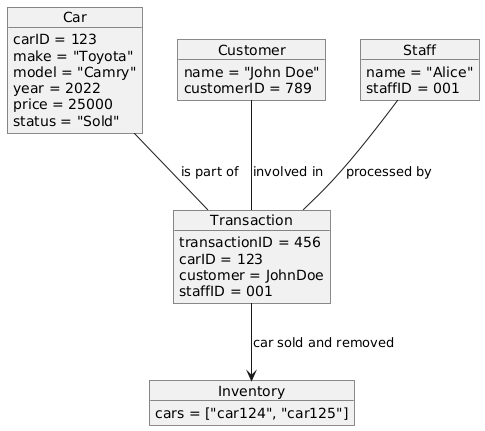 Car
carID = 123
make = "Toyota"
model = "Camry"
year = 2022
price = 25000
status = "Sold"
Customer
name = "John Doe"
customerID = 789
Staff
name = "Alice"
staffID = 001
is part of
involved in
processed by
Transaction
transactionID = 456
carID = 123
customer = JohnDoe
staffID = 001
car sold and removed
Inventory
cars = ["car124", "car125"]